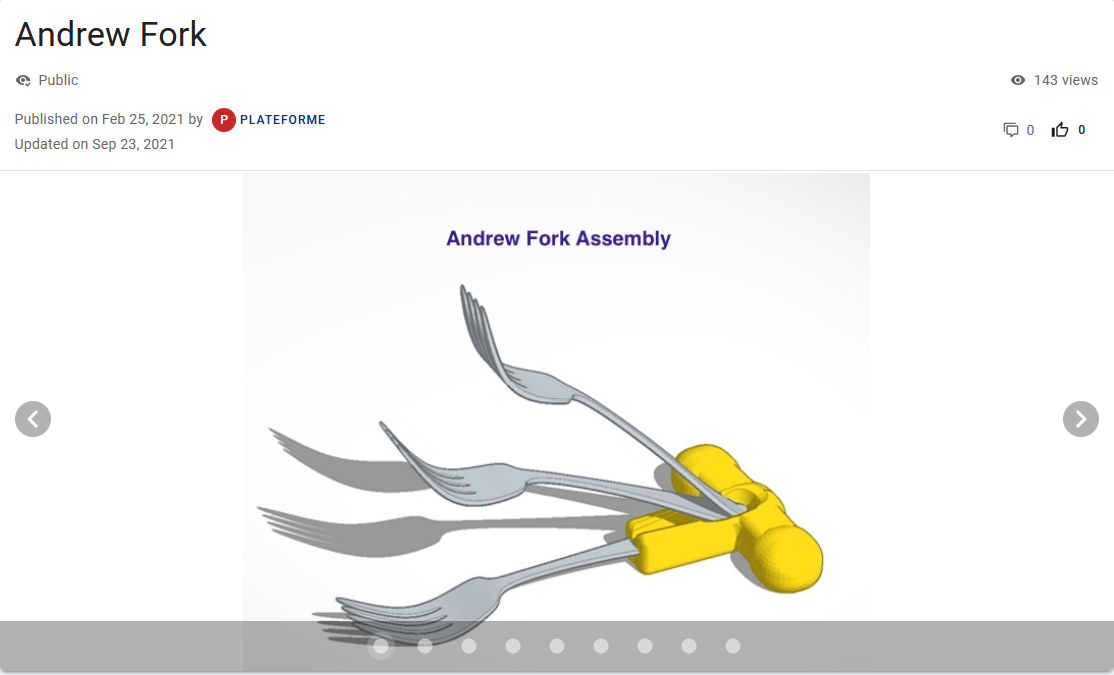 Andrew Fork
Public
143 views
Published on Feb 25, 2021 by P PLATEFORME
Updated on Sep 23, 2021
0 0
Andrew Fork Assembly